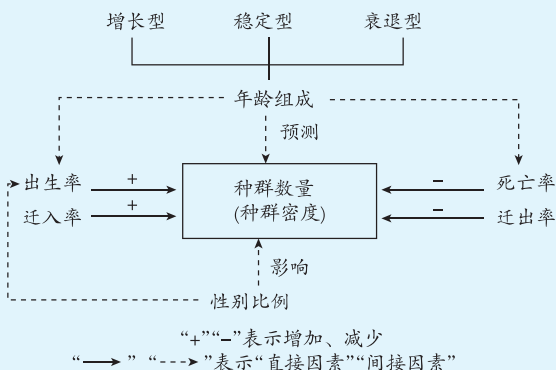 增长型 稳定型 衰退型
年龄组成
预测
出生率 + 种群数量 − 死亡率
迁入率 + (种群密度) − 迁出率
影响
性别比例
“+”“−”表示增加、减少
“ ” “ ”表示“直接因素”“间接因素”